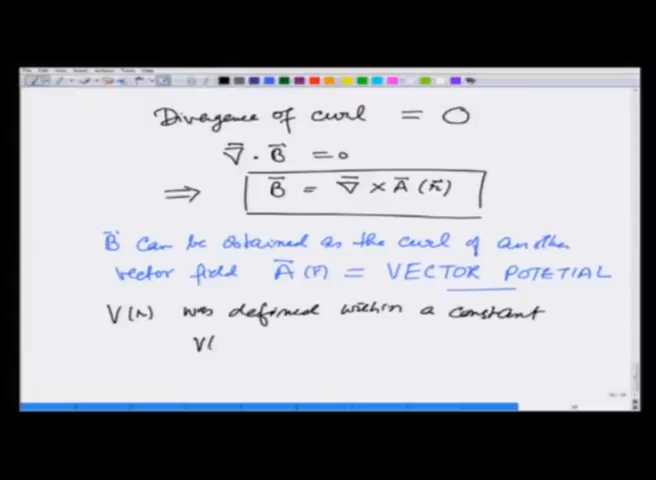 Divergence of curl = 0
∇⃗ · B⃗ = 0
⇒ B⃗ = ∇⃗ × A⃗ (r⃗)
B⃗ can be obtained as the curl of another
vector field A⃗ (r) = VECTOR POTETIAL
V(r) was defined within a constant
V(